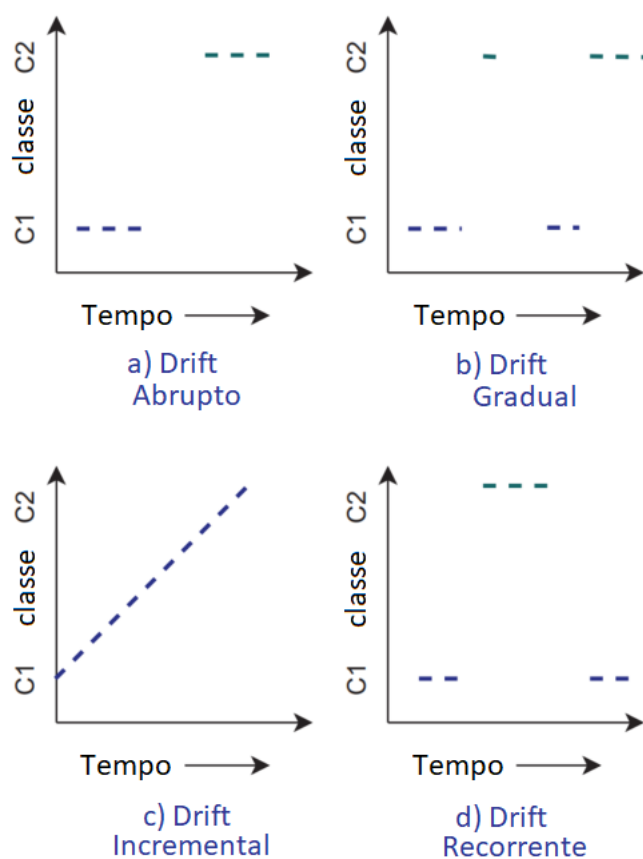 C2
classe
C1
Tempo
a) Drift
Abrupto
C2
classe
C1
Tempo
b) Drift
Gradual
C2
classe
C1
Tempo
c) Drift
Incremental
C2
classe
C1
Tempo
d) Drift
Recorrente